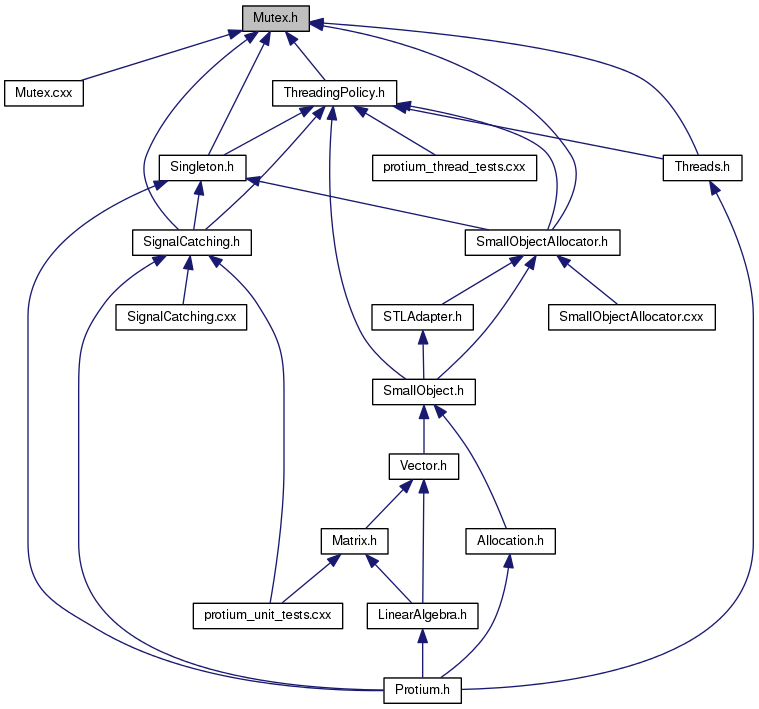 Mutex.h
Mutex.cxx
ThreadingPolicy.h
Singleton.h
protium_thread_tests.cxx
Threads.h
SignalCatching.h
SmallObjectAllocator.h
SignalCatching.cxx
STLAdapter.h
SmallObjectAllocator.cxx
SmallObject.h
Vector.h
Matrix.h
Allocation.h
protium_unit_tests.cxx
LinearAlgebra.h
Protium.h